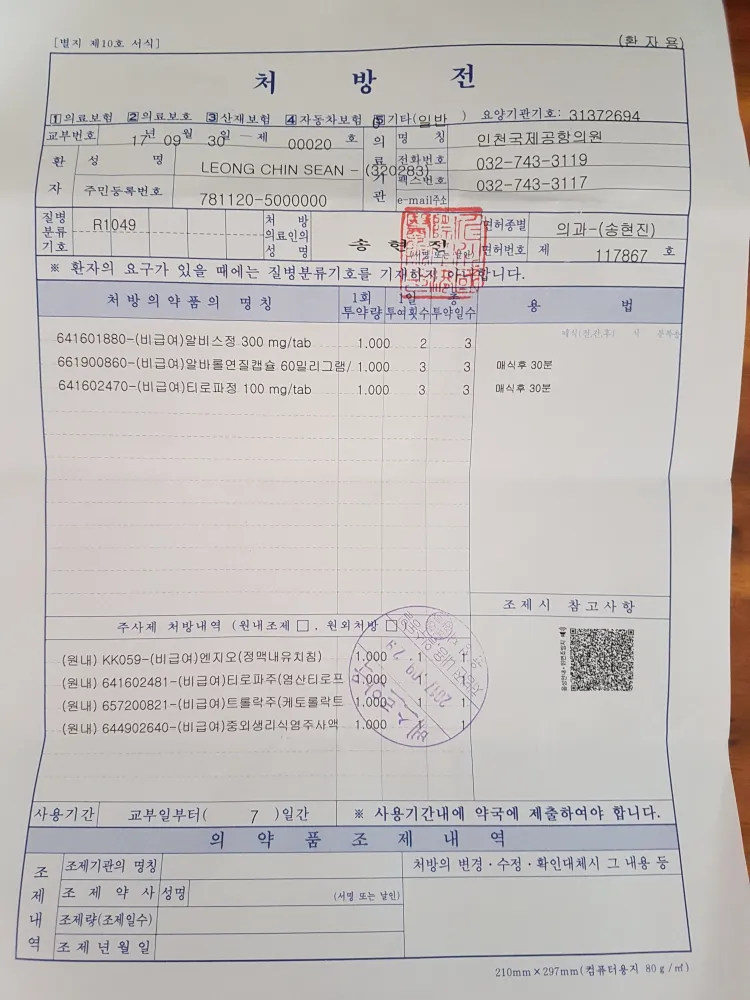 [별지 제10호 서식]
(환 자 용)
처 방 전
1 의료보험 2 의료보호 3 산재보험 4 자동차보험 5 기타(일반 ) 요양기관기호: 31372694
교부번호 17년 09월 30일 - 제 00020 호
의료기관
명 칭 인천국제공항의원
전화번호 032-743-3119
팩스번호 032-743-3117
e-mail주소
환자
성 명 LEONG CHIN SEAN - (320283)
주민등록번호 781120-5000000
질병분류기호 R1049
처 방 의료인의 성 명 송 현 진 (서명 또는 날인)
면허종별 의과-(송현진)
면허번호 제 117867 호
※ 환자의 요구가 있을 때에는 질병분류기호를 기재하지 아니합니다.
처 방 의 약 품 의 명 칭 1회 투약량 1일 투여횟수 총 투약일수 용 법
641601880-(비급여)알비스정 300 mg/tab 1.000 2 3
661900860-(비급여)알바롤연질캡슐 60밀리그램/ 1.000 3 3 매식후 30분
641602470-(비급여)티로파정 100 mg/tab 1.000 3 3 매식후 30분
조 제 시 참 고 사 항
주사제 처방내역 (원내조제 □, 원외처방 □)
(원내) KK059-(비급여)엔지오(정맥내유치침) 1.000 1 1
(원내) 641602481-(비급여)티로파주(염산티로프 1.000 1 1
(원내) 657200821-(비급여)트롤락주(케토롤락트 1.000 1 1
(원내) 644902640-(비급여)중외생리식염주사액 1.000 1 1
사용기간 교부일부터( 7 )일간 ※ 사용기간내에 약국에 제출하여야 합니다.
의 약 품 조 제 내 역
조제내역
조제기관의 명칭
처방의 변경·수정·확인대체시 그 내용 등
조 제 약 사 성명 (서명 또는 날인)
조제량(조제일수)
조 제 년 월 일
210mm×297mm(컴퓨터용지 80g/㎡)